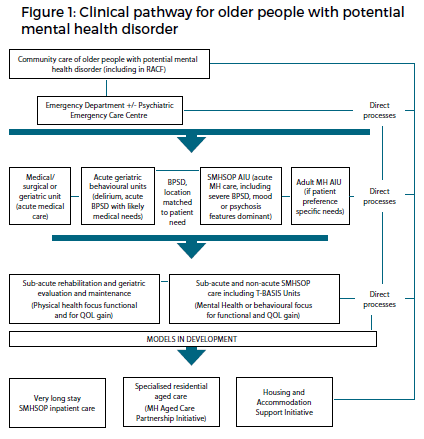 Figure 1: Clinical pathway for older people with potential
mental health disorder
Community care of older people with potential mental
health disorder (including in RACF)
Emergency Department +/- Psychiatric
Emergency Care Centre
Direct
processes
Medical/
surgical or
geriatric unit
(acute medical
care)
Acute geriatric
behavioural units
(delirium, acute
BPSD with likely
medical needs)
BPSD,
location
matched
to patient
need
SMHSOP AIU (acute
MH care, including
severe BPSD, mood
or psychosis
features dominant)
Adult MH AIU
(if patient
preference
specific needs)
Direct
processes
Sub-acute rehabilitation and geriatric
evaluation and maintenance
(Physical health focus functional
and for QOL gain)
Sub-acute and non-acute SMHSOP
care including T-BASIS Units
(Mental Health or behavioural focus
for functional and QOL gain)
Direct
processes
MODELS IN DEVELOPMENT
Very long stay
SMHSOP inpatient care
Specialised residential
aged care
(MH Aged Care
Partnership Initiative)
Housing and
Accommodation
Support Initiative